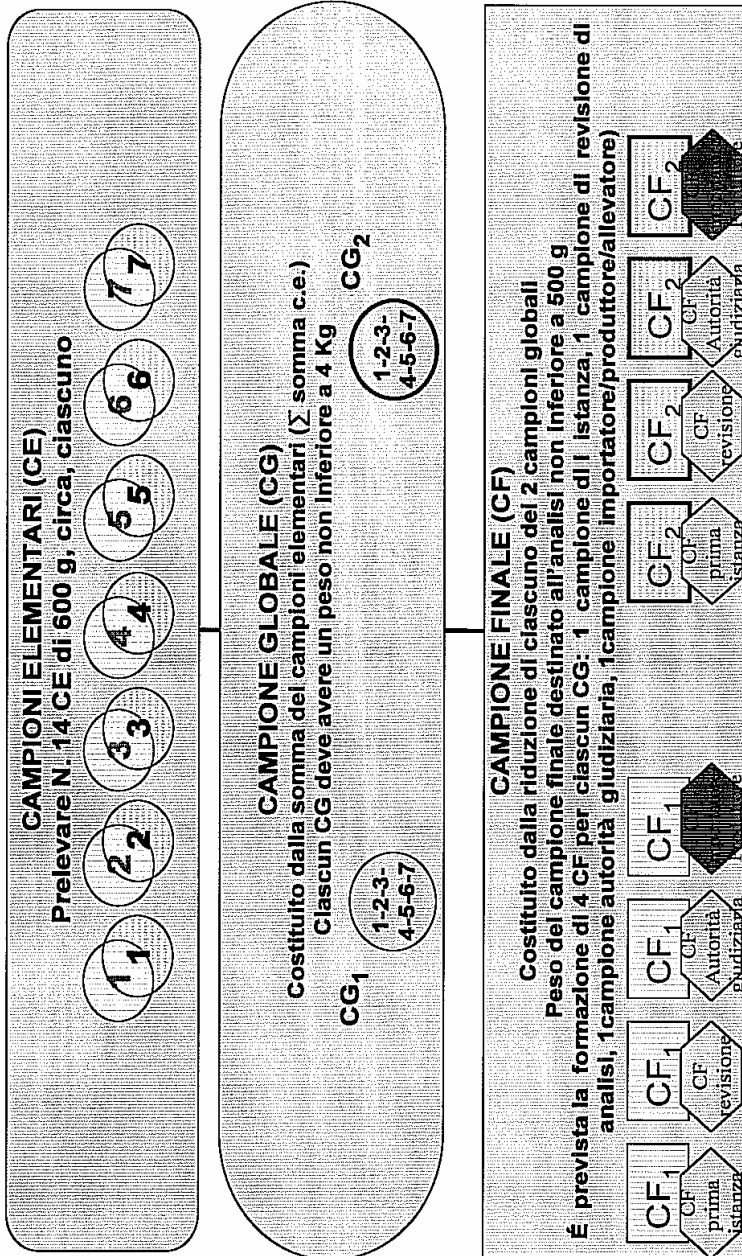 CAMPIONI ELEMENTARI (CE)
Prelevare N. 14 CE di 600 g, circa, ciascuno
1 1 2 2 3 3 4 4 5 5 6 6 7 7
CAMPIONE GLOBALE (CG)
Costituito dalla somma dei campioni elementari (∑ somma c.e.)
Ciascun CG deve avere un peso non inferiore a 4 Kg
CG1
1-2-3-
4-5-6-7
1-2-3-
4-5-6-7
CG2
CAMPIONE FINALE (CF)
Costituito dalla riduzione di ciascuno dei 2 campioni globali
Peso del campione finale destinato all'analisi non inferiore a 500 g
É prevista la formazione di 4 CF per ciascun CG: 1 campione di I istanza, 1 campione di revisione di
analisi, 1campione autorità giudiziaria, 1campione importatore/produttore/allevatore)
CF1 CF1 CF1 CF1 CF2 CF2 CF2 CF2
CF
prima
istanza
CF
revisione
CF
Autorità
giudiziaria
CF
prima
istanza
CF
revisione
CF
Autorità
giudiziaria